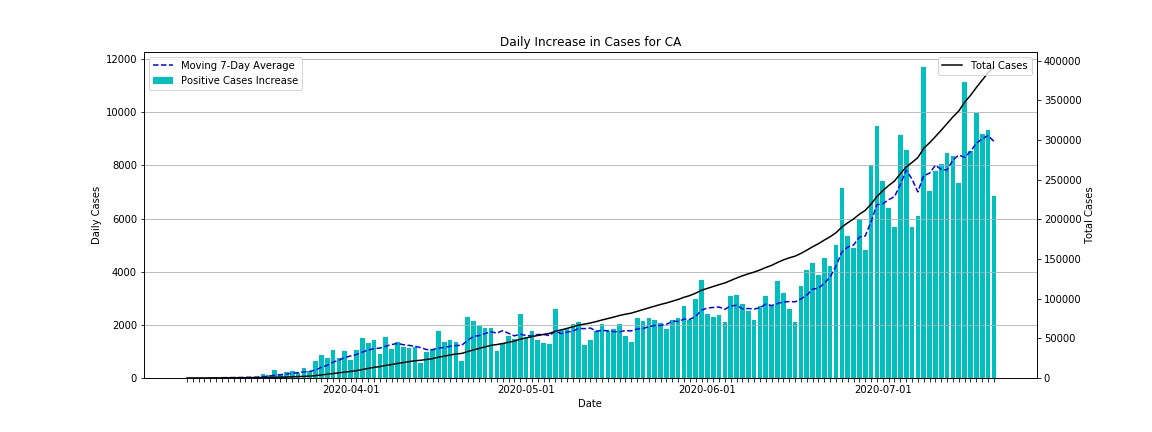 Daily Increase in Cases for CA
Moving 7-Day Average
Positive Cases Increase
Total Cases
12000
10000
8000
6000
4000
2000
0
Daily Cases
400000
350000
300000
250000
200000
150000
100000
50000
0
Total Cases
2020-04-01
2020-05-01
2020-06-01
2020-07-01
Date